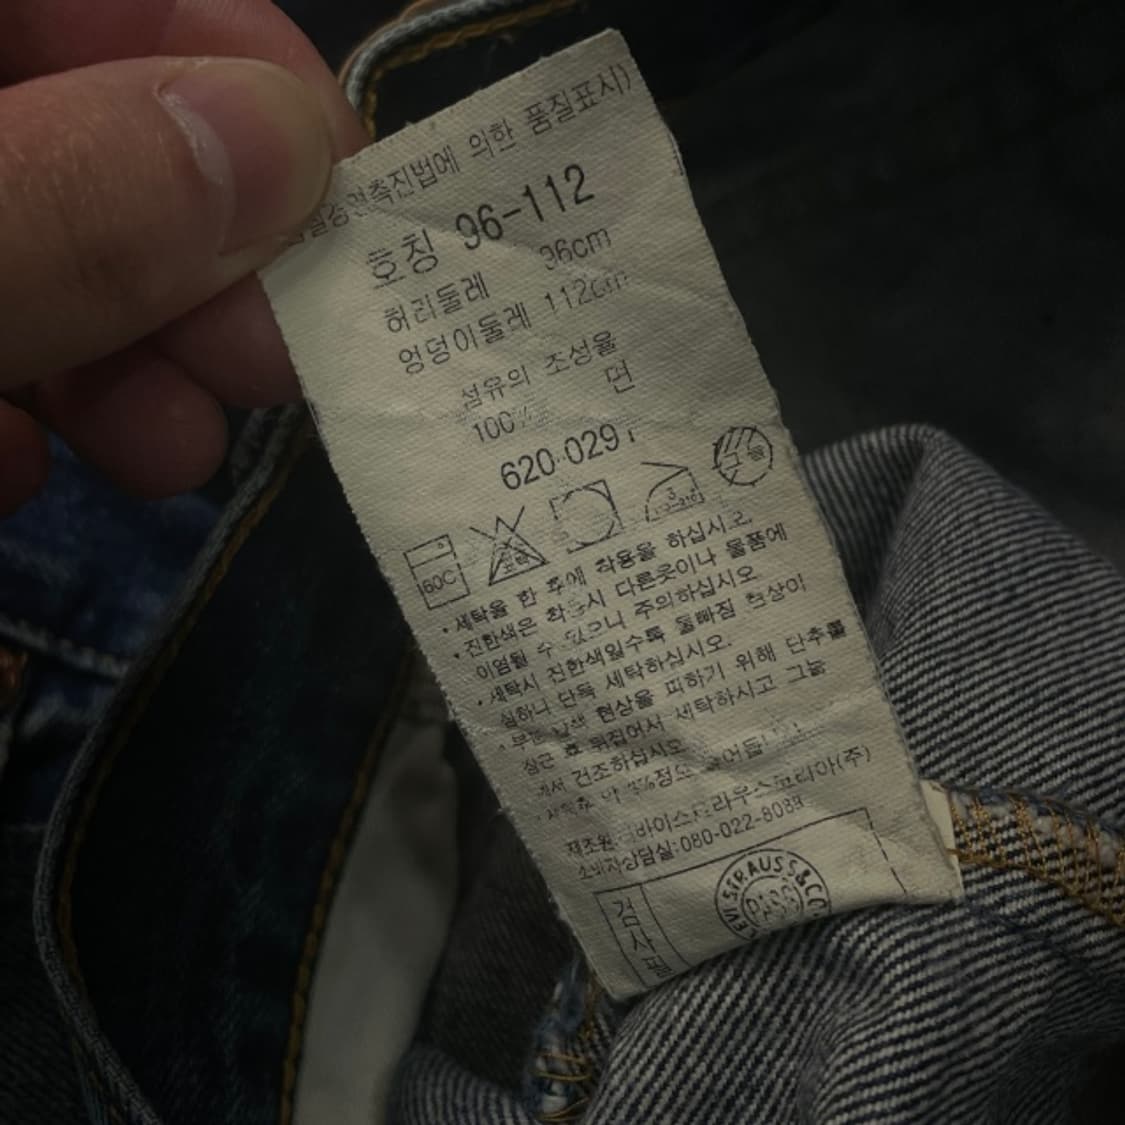 품질경영촉진법에 의한 품질표시)
호칭 96-112
허리둘레 96cm
엉덩이둘레 112cm
섬유의 조성율
면
100%
620-029
60C
3
· 세탁을 한 후에 착용을 하십시오.
· 진한색은 착용시 다른옷이나 물품에
이염될 수 있으니 주의하십시오
· 세탁시 진한색일수록 물빠짐 현상이
심하니 단독 세탁하십시오.
· 부분 탈색 현상을 피하기 위해 단추를
잠근 후 뒤집어서 세탁하시고 그늘
에서 건조하십시오
3%정도
제조원:리바이스트라우스코리아(주)
소비자상담실:080-022-8089
검사필
LEVI STRAUSS & CO.
PASS